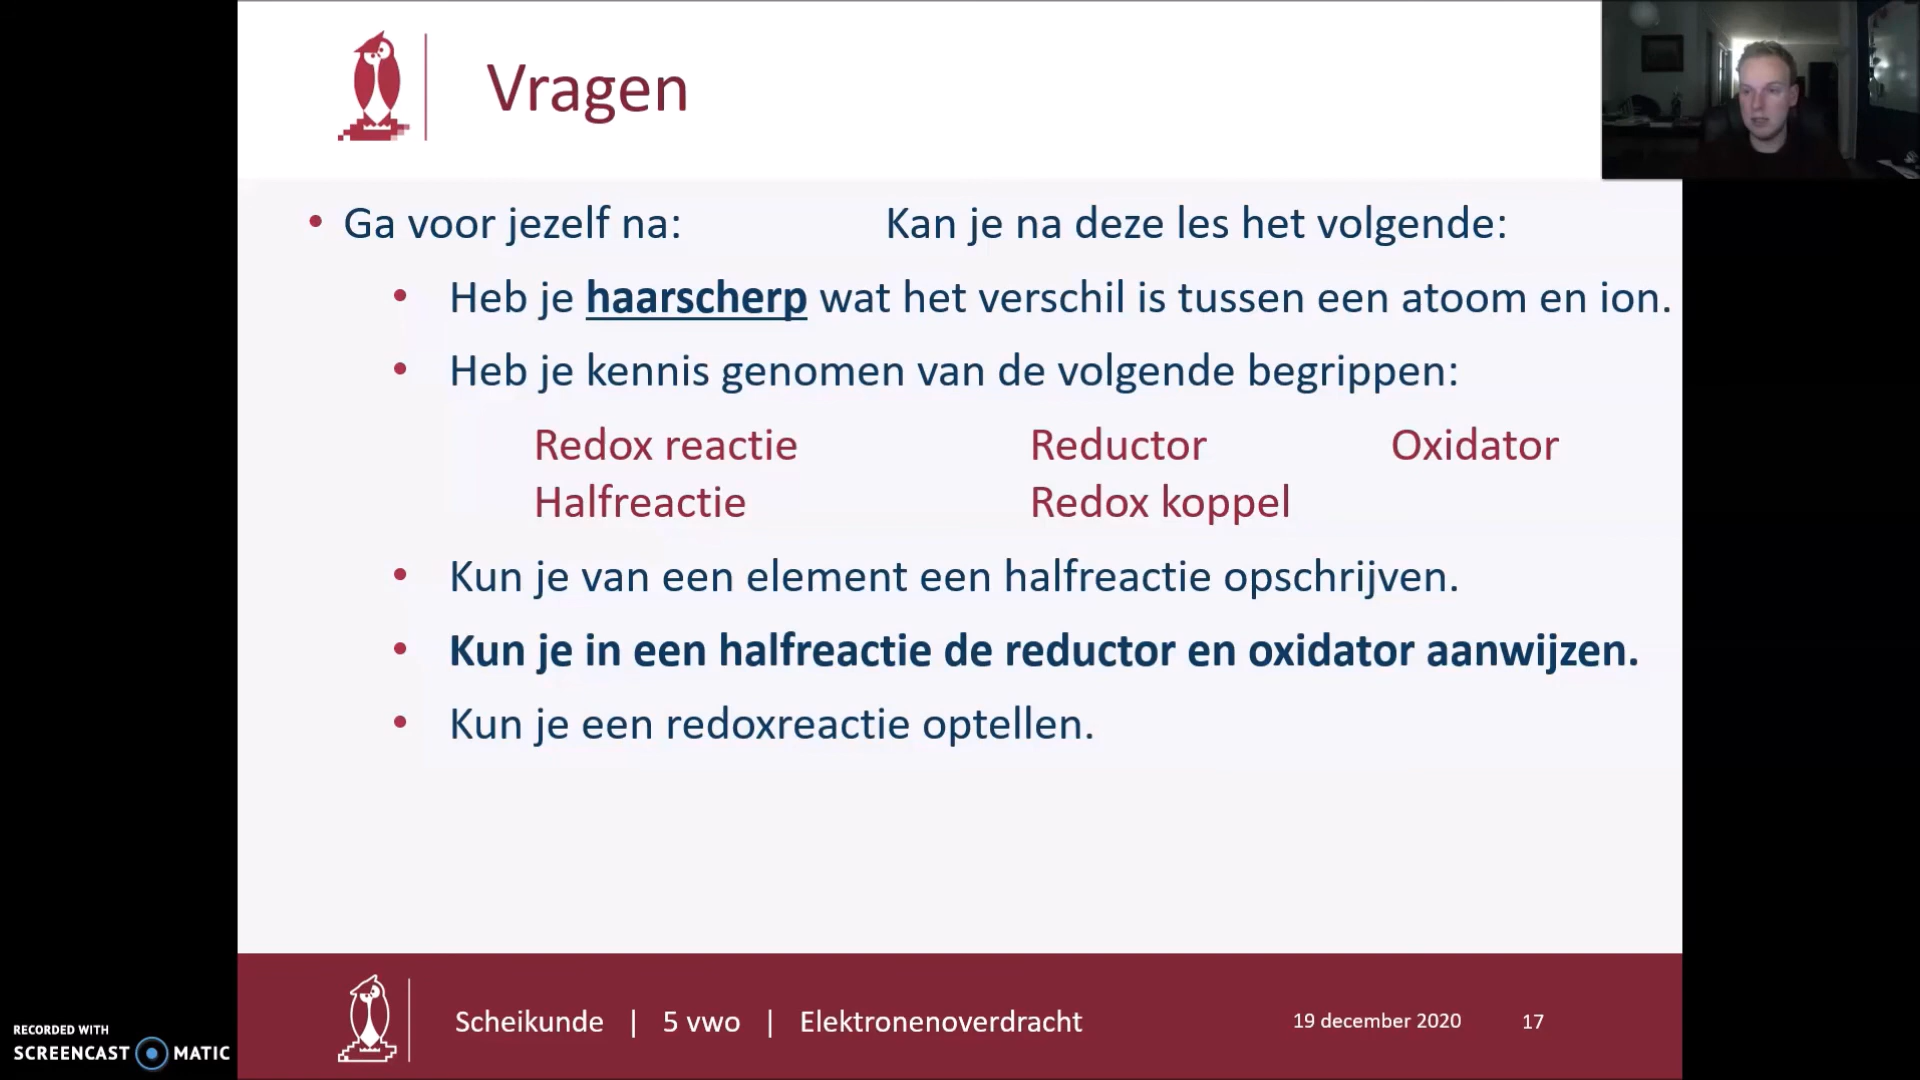 Vragen
Ga voor jezelf na: Kan je na deze les het volgende:
Heb je haarscherp wat het verschil is tussen een atoom en ion.
Heb je kennis genomen van de volgende begrippen:
Redox reactie Reductor Oxidator
Halfreactie Redox koppel
Kun je van een element een halfreactie opschrijven.
Kun je in een halfreactie de reductor en oxidator aanwijzen.
Kun je een redoxreactie optellen.
Scheikunde | 5 vwo | Elektronenoverdracht 19 december 2020 17
RECORDED WITH
SCREENCAST MATIC